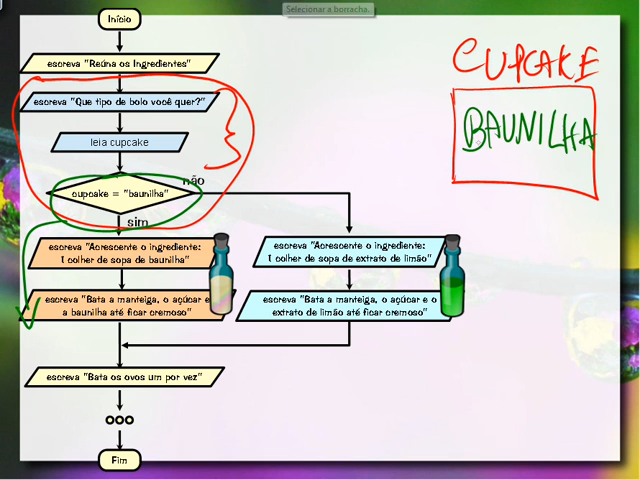 Selecionar a borracha.
Início
escreva "Reúna os Ingredientes"
escreva "Que tipo de bolo você quer?"
leia cupcake
cupcake = "baunilha"
não
sim
escreva "Acrescente o ingrediente:
1 colher de sopa de baunilha"
escreva "Bata a manteiga, o açúcar e
a baunilha até ficar cremoso"
escreva "Acrescente o ingrediente:
1 colher de sopa de extrato de limão"
escreva "Bata a manteiga, o açúcar e o
extrato de limão até ficar cremoso"
escreva "Bata os ovos um por vez"
Fim
CUPCAKE
BAUNILHA